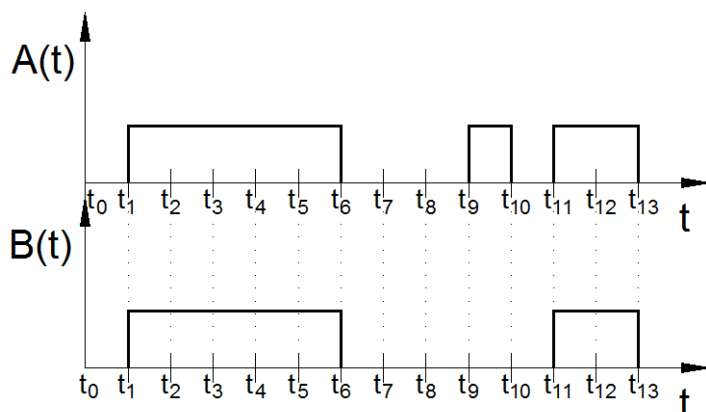 A(t)
t₀ t₁ t₂ t₃ t₄ t₅ t₆ t₇ t₈ t₉ t₁₀ t₁₁ t₁₂ t₁₃
t
B(t)
t₀ t₁ t₂ t₃ t₄ t₅ t₆ t₇ t₈ t₉ t₁₀ t₁₁ t₁₂ t₁₃
t